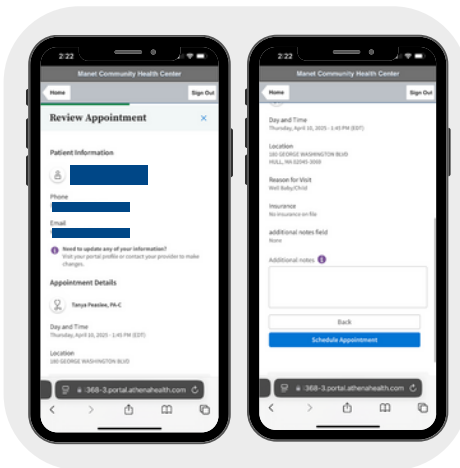 2:22
Manet Community Health Center
Home
Sign Out
Review Appointment
×
Patient Information
Phone
Email
Need to update any of your information?
Visit your portal profile or contact your provider to make
changes.
Appointment Details
Tanya Peaslee, PA-C
Day and Time
Thursday, April 10, 2025 - 1:45 PM (EDT)
Location
180 GEORGE WASHINGTON BLVD
368-3.portal.athenahealth.com
2:22
Manet Community Health Center
Home
Sign Out
Day and Time
Thursday, April 10, 2025 - 1:45 PM (EDT)
Location
180 GEORGE WASHINGTON BLVD
HULL, MA 02045-3069
Reason for Visit
Well Baby/Child
Insurance
No insurance on file
additional notes field
None
Additional notes
Back
Schedule Appointment
368-3.portal.athenahealth.com